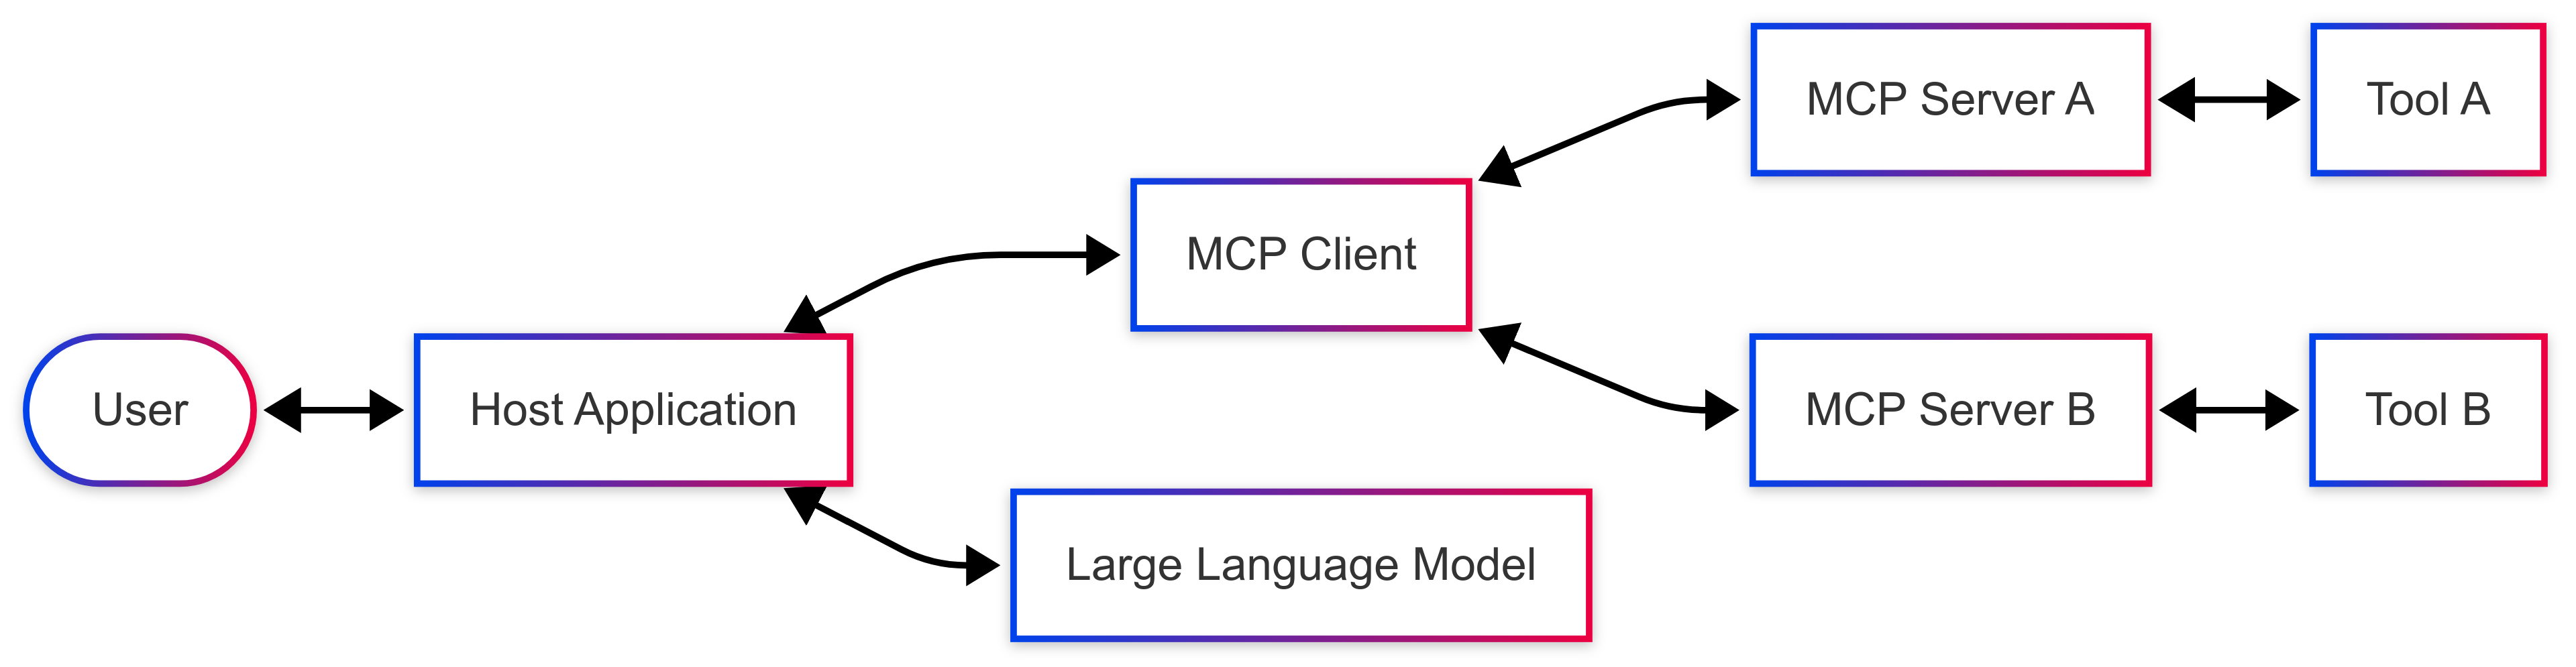 User
Host Application
MCP Client
Large Language Model
MCP Server A
Tool A
MCP Server B
Tool B